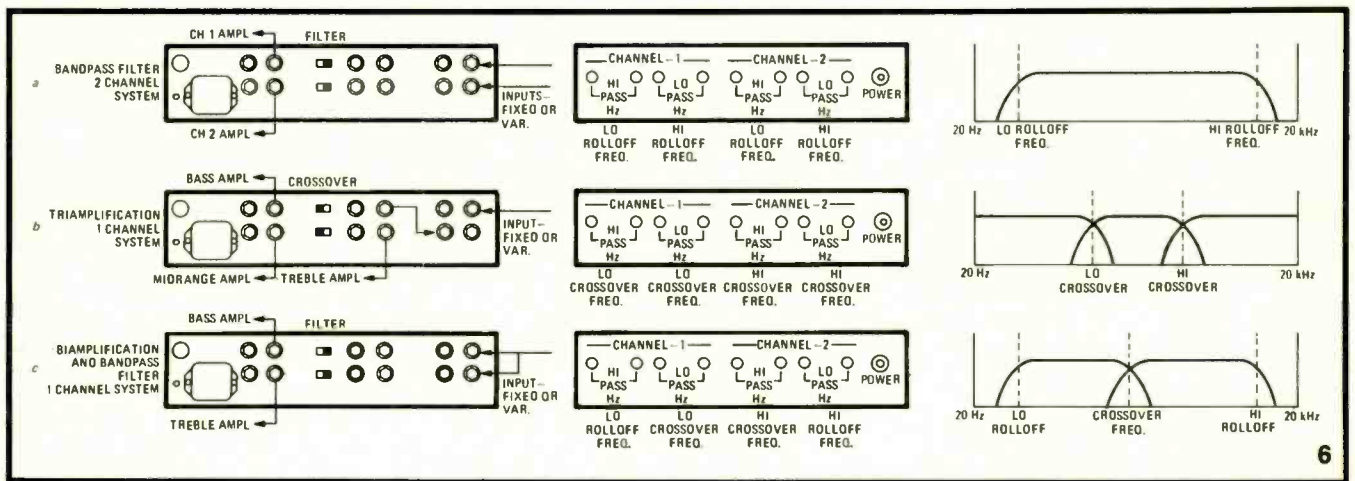 CH 1 AMPL
FILTER
a
BANDPASS FILTER
2 CHANNEL
SYSTEM
CH 2 AMPL
INPUTS-
FIXED OR
VAR.
CHANNEL-1
CHANNEL-2
HI
PASS
Hz
LO
PASS
Hz
HI
PASS
Hz
LO
PASS
Hz
POWER
LO
ROLLOFF
FREQ.
HI
ROLLOFF
FREQ.
LO
ROLLOFF
FREQ.
HI
ROLLOFF
FREQ.
20 Hz
LO ROLLOFF
FREQ.
HI ROLLOFF
FREQ.
20 kHz
BASS AMPL
CROSSOVER
b
TRIAMPLIFICATION
1 CHANNEL
SYSTEM
MIDRANGE AMPL
TREBLE AMPL
INPUT-
FIXED OR
VAR.
CHANNEL-1
CHANNEL-2
HI
PASS
Hz
LO
PASS
Hz
HI
PASS
Hz
LO
PASS
Hz
POWER
LO
CROSSOVER
FREQ.
LO
CROSSOVER
FREQ.
HI
CROSSOVER
FREQ.
HI
CROSSOVER
FREQ.
20 Hz
LO
CROSSOVER
HI
CROSSOVER
20 kHz
BASS AMPL
FILTER
c
BIAMPLIFICATION
AND BANDPASS
FILTER
1 CHANNEL SYSTEM
TREBLE AMPL
INPUT-
FIXED OR
VAR.
CHANNEL-1
CHANNEL-2
HI
PASS
Hz
LO
PASS
Hz
HI
PASS
Hz
LO
PASS
Hz
POWER
LO
ROLLOFF
FREQ.
LO
CROSSOVER
FREQ.
HI
CROSSOVER
FREQ.
HI
ROLLOFF
FREQ.
20 Hz
LO
ROLLOFF
CROSSOVER
FREQ.
HI
ROLLOFF
20 kHz
6